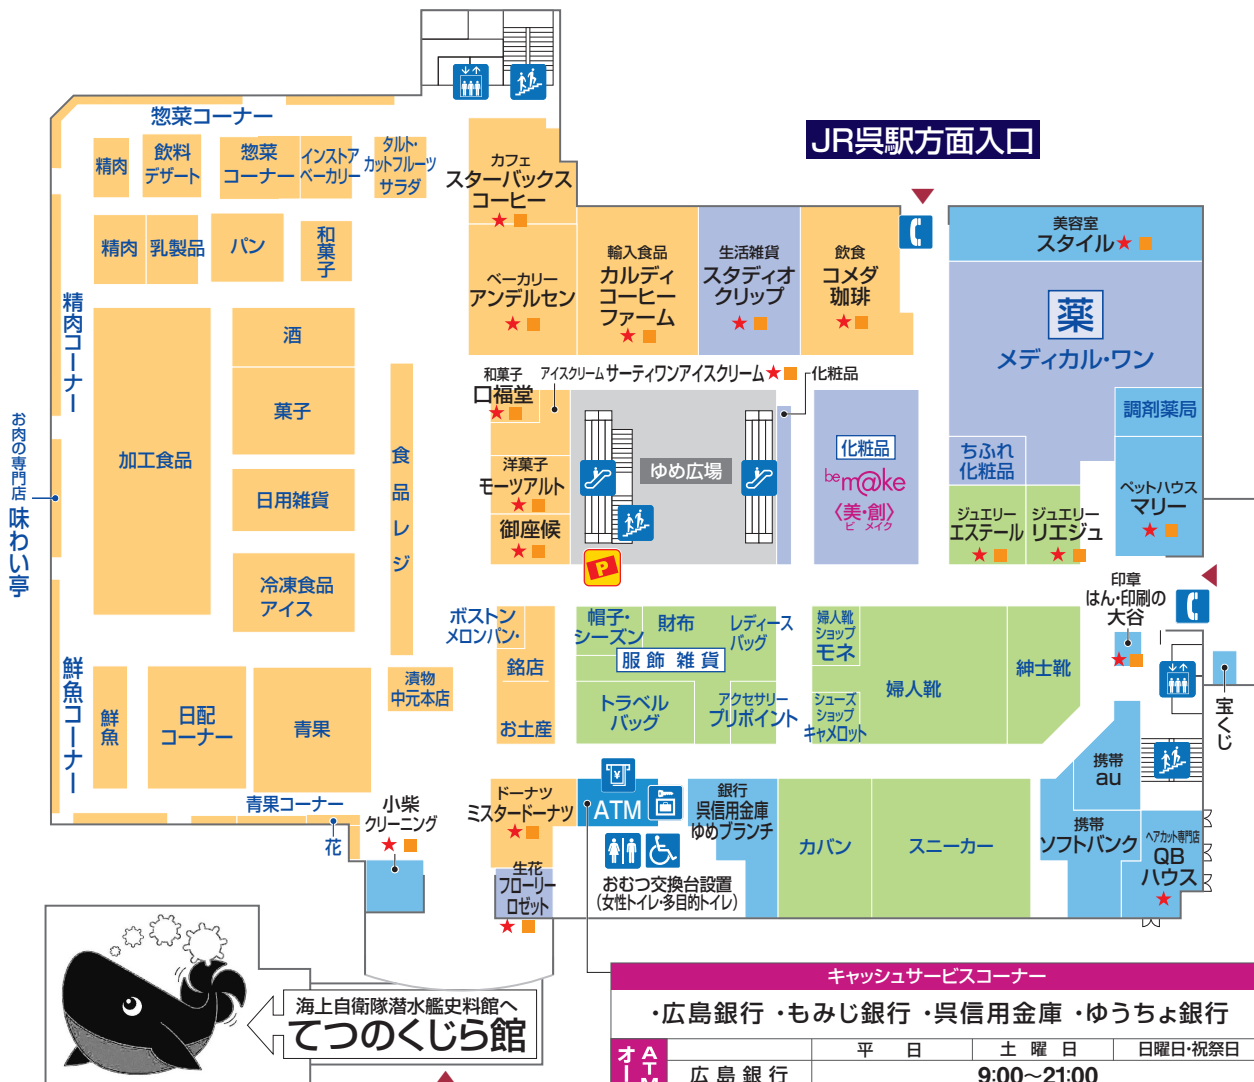 JR呉駅方面入口
惣菜コーナー
精肉
飲料
デザート
惣菜
コーナー
インストア
ベーカリー
タルト・
カットフルーツ
サラダ
カフェ
スターバックス
コーヒー
★■
美容室
スタイル★■
精肉
乳製品
パン
和菓子
ベーカリー
アンデルセン
★■
輸入食品
カルディ
コーヒー
ファーム
★■
生活雑貨
スタディオ
クリップ
★■
飲食
コメダ
珈琲
★■
薬
メディカル・ワン
精肉コーナー
酒
菓子
加工食品
日用雑貨
冷凍食品
アイス
食品レジ
お肉の専門店
味わい亭
和菓子
口福堂
★■
アイスクリーム サーティワンアイスクリーム★■
化粧品
洋菓子
モーツアルト
★■
御座候
★■
ゆめ広場
P
化粧品
be m@ke
〈美・創〉
ビ メイク
調剤薬局
ちふれ
化粧品
ペットハウス
マリー
★■
ジュエリー
エステール
★■
ジュエリー
リエジュ
★■
印章
はん・印刷の
大谷
★■
ボストン
メロンパン・
銘店
お土産
帽子・
シーズン
財布
レディース
バッグ
服飾雑貨
トラベル
バッグ
アクセサリー
プリポイント
婦人靴
ショップ
モネ
シューズ
ショップ
キャメロット
婦人靴
紳士靴
宝くじ
鮮魚コーナー
鮮魚
日配
コーナー
青果
漬物
中元本店
青果コーナー
花
小柴
クリーニング
★■
ドーナツ
ミスタードーナツ
★■
¥
ATM
銀行
呉信用金庫
ゆめブランチ
カバン
スニーカー
携帯
au
携帯
ソフトバンク
ヘアカット専門店
QB
ハウス
★
生花
フローリー
ロゼット
★■
おむつ交換台設置
(女性トイレ・多目的トイレ)
海上自衛隊潜水艦史料館へ
てつのくじら館
キャッシュサービスコーナー
・広島銀行 ・もみじ銀行 ・呉信用金庫 ・ゆうちょ銀行
平日 土曜日 日曜日・祝祭日
広島銀行 9:00〜21:00